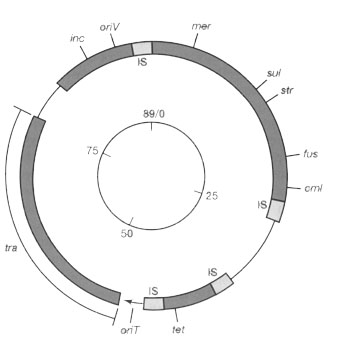 inc
oriV
mer
IS
sul
str
89/0
75
25
50
fus
cml
IS
IS
IS
tra
oriT
tet